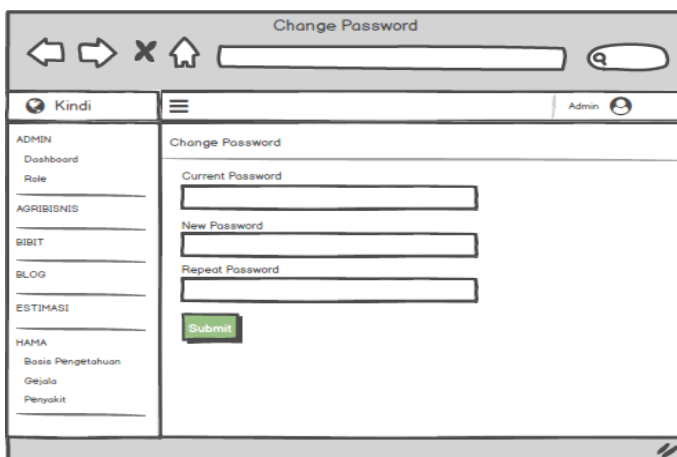 Change Password
Kindi
Admin
ADMIN
Dashboard
Role
AGRIBISNIS
BIBIT
BLOG
ESTIMASI
HAMA
Basis Pengetahuan
Gejala
Penyakit
Change Password
Current Password
New Password
Repeat Password
Submit